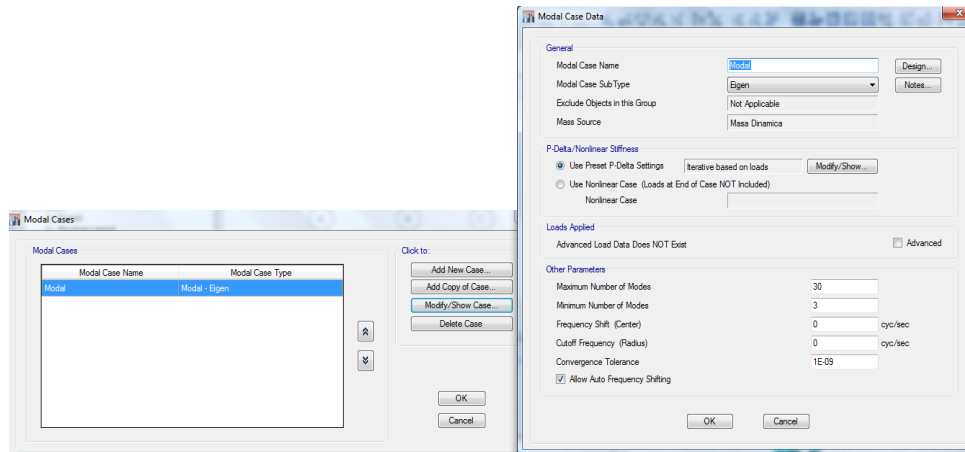 Modal Cases
Modal Cases
Modal Case Name Modal Case Type
Modal Modal - Eigen
Click to:
Add New Case...
Add Copy of Case...
Modify/Show Case...
Delete Case
OK
Cancel
Modal Case Data
General
Modal Case Name Modal Design...
Modal Case SubType Eigen Notes...
Exclude Objects in this Group Not Applicable
Mass Source Masa Dinamica
P-Delta/Nonlinear Stiffness
Use Preset P-Delta Settings Iterative based on loads Modify/Show...
Use Nonlinear Case (Loads at End of Case NOT Included)
Nonlinear Case
Loads Applied
Advanced Load Data Does NOT Exist Advanced
Other Parameters
Maximum Number of Modes 30
Minimum Number of Modes 3
Frequency Shift (Center) 0 cyc/sec
Cutoff Frequency (Radius) 0 cyc/sec
Convergence Tolerance 1E-09
Allow Auto Frequency Shifting
OK Cancel